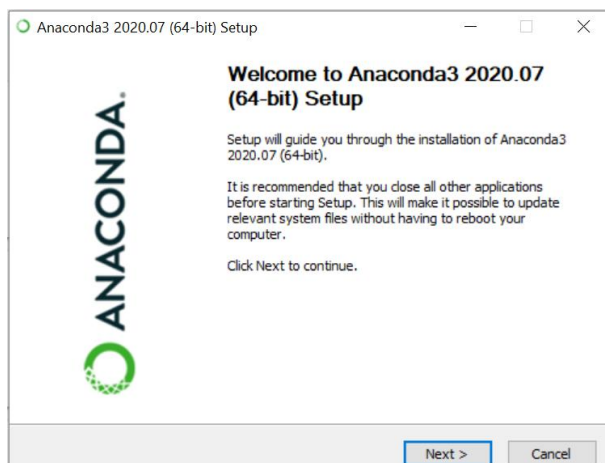 Anaconda3 2020.07 (64-bit) Setup
ANACONDA.
Welcome to Anaconda3 2020.07
(64-bit) Setup
Setup will guide you through the installation of Anaconda3
2020.07 (64-bit).
It is recommended that you close all other applications
before starting Setup. This will make it possible to update
relevant system files without having to reboot your
computer.
Click Next to continue.
Next >
Cancel